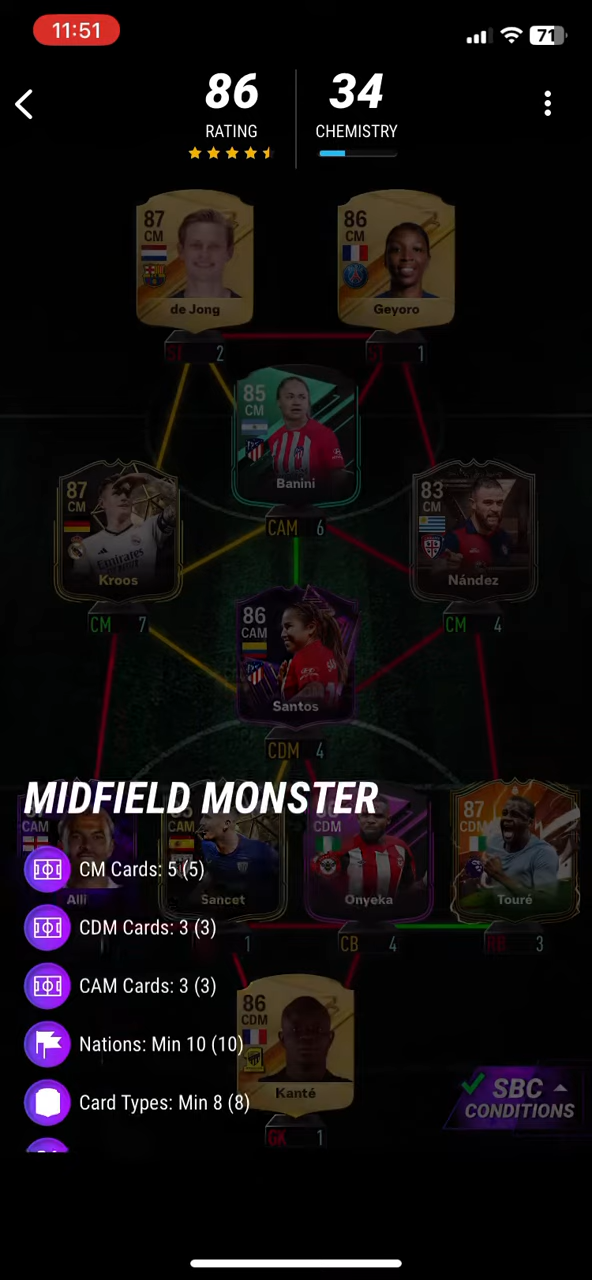 11:51
71
86
34
RATING
CHEMISTRY
87
CM
de Jong
ST 2
86
CM
Geyoro
ST 1
85
CM
Banini
CAM 6
87
CM
Kroos
CM 7
83
CM
Nández
CM 4
86
CAM
Santos
CDM 4
MIDFIELD MONSTER
CAM
Alli
CAM
Sancet
1
CDM
Onyeka
CB 4
87
CDM
Touré
RB 3
CM Cards: 5 (5)
CDM Cards: 3 (3)
CAM Cards: 3 (3)
Nations: Min 10 (10)
Card Types: Min 8 (8)
86
CDM
Kanté
GK 1
SBC
CONDITIONS